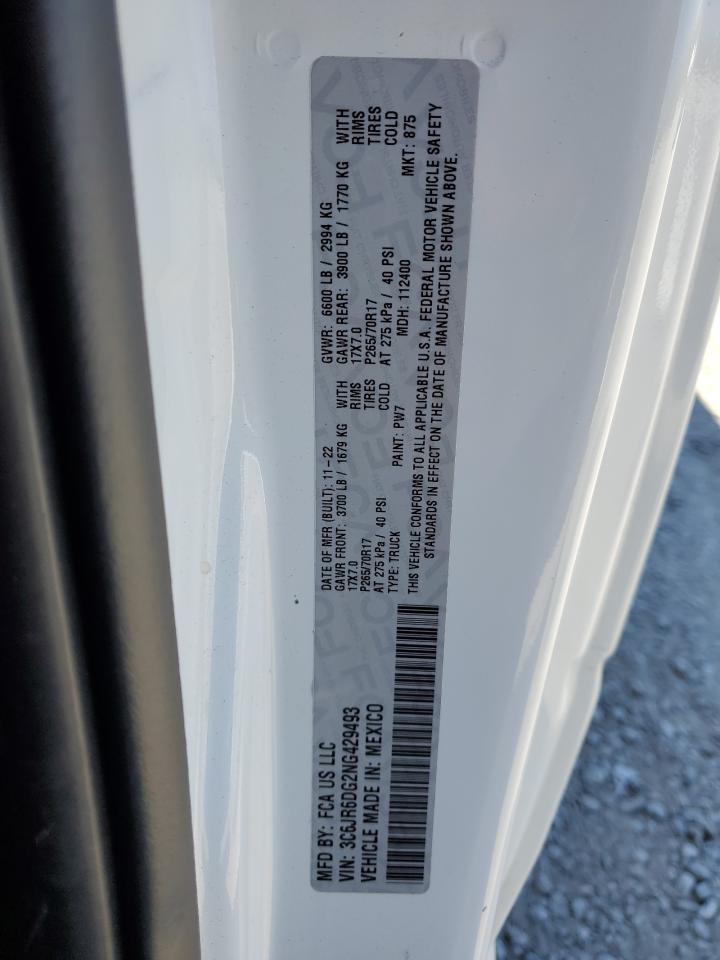 MFD BY: FCA US LLC
VIN: 3C6JR6DG2NG429493
VEHICLE MADE IN: MEXICO
DATE OF MFR (BUILT): 11-22
GAWR FRONT: 3700 LB / 1679 KG WITH
17X7.0 RIMS
P265/70R17 TIRES
AT 275 kPa / 40 PSI COLD
TYPE: TRUCK PAINT: PW7
GVWR: 6600 LB / 2994 KG
GAWR REAR: 3900 LB / 1770 KG WITH
17X7.0 RIMS
P265/70R17 TIRES
AT 275 kPa / 40 PSI COLD
MDH: 112400 MKT: 875
THIS VEHICLE CONFORMS TO ALL APPLICABLE U.S.A. FEDERAL MOTOR VEHICLE SAFETY
STANDARDS IN EFFECT ON THE DATE OF MANUFACTURE SHOWN ABOVE.